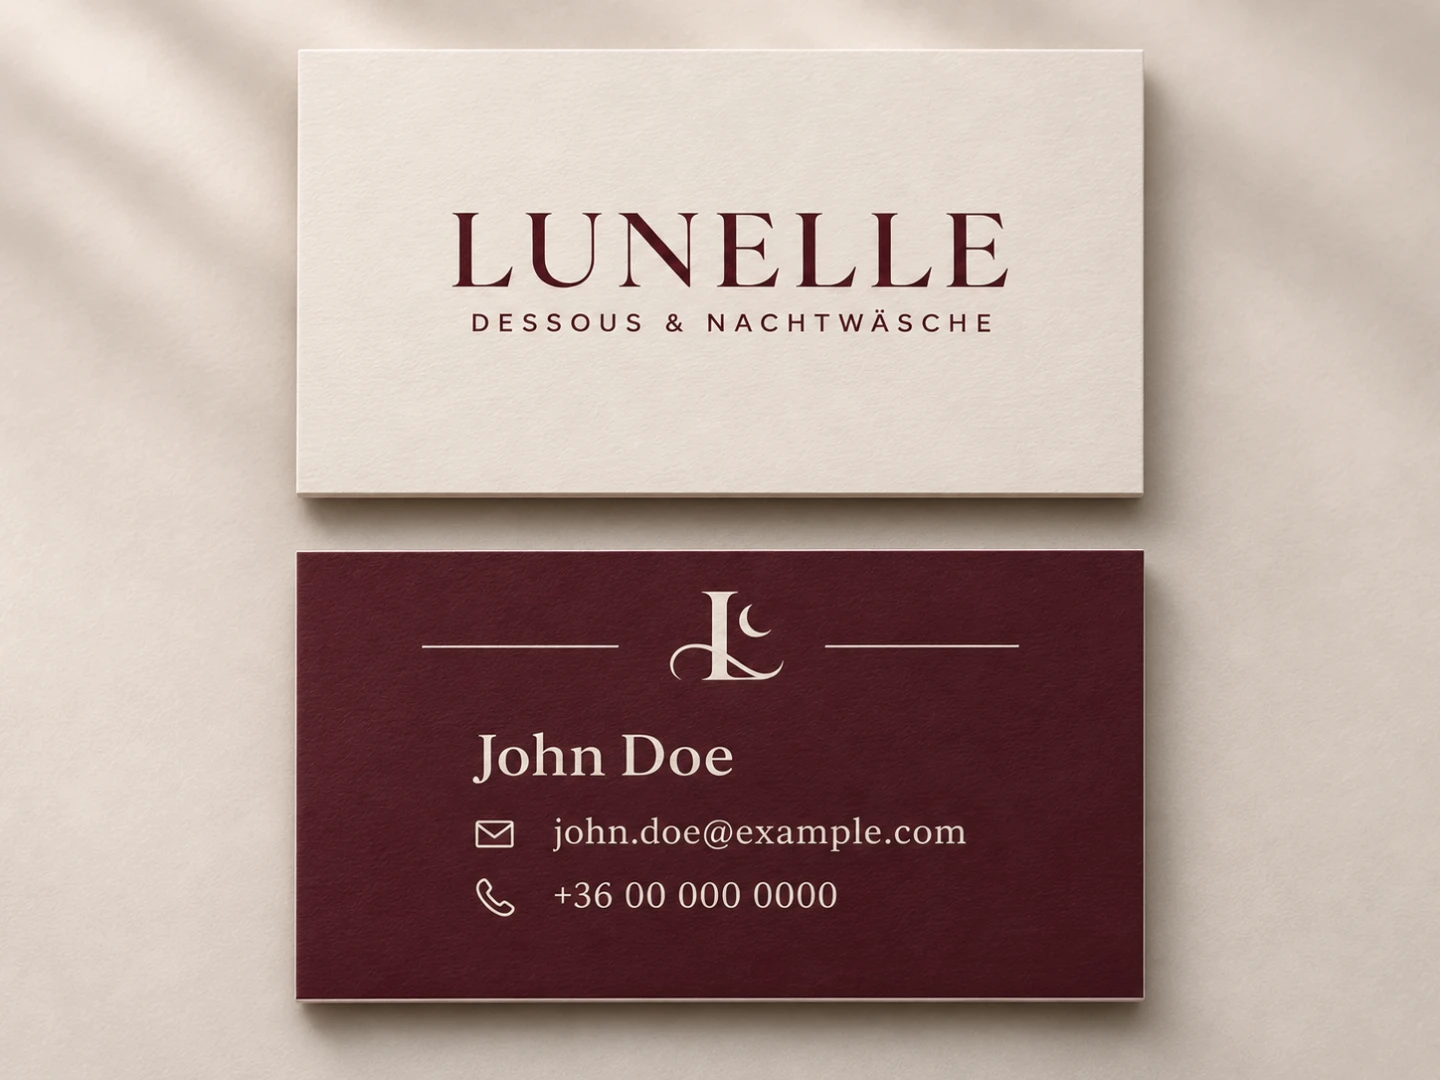 LUNELLE
DESSOUS & NACHTWÄSCHE
L
John Doe
john.doe@example.com
+36 00 000 0000